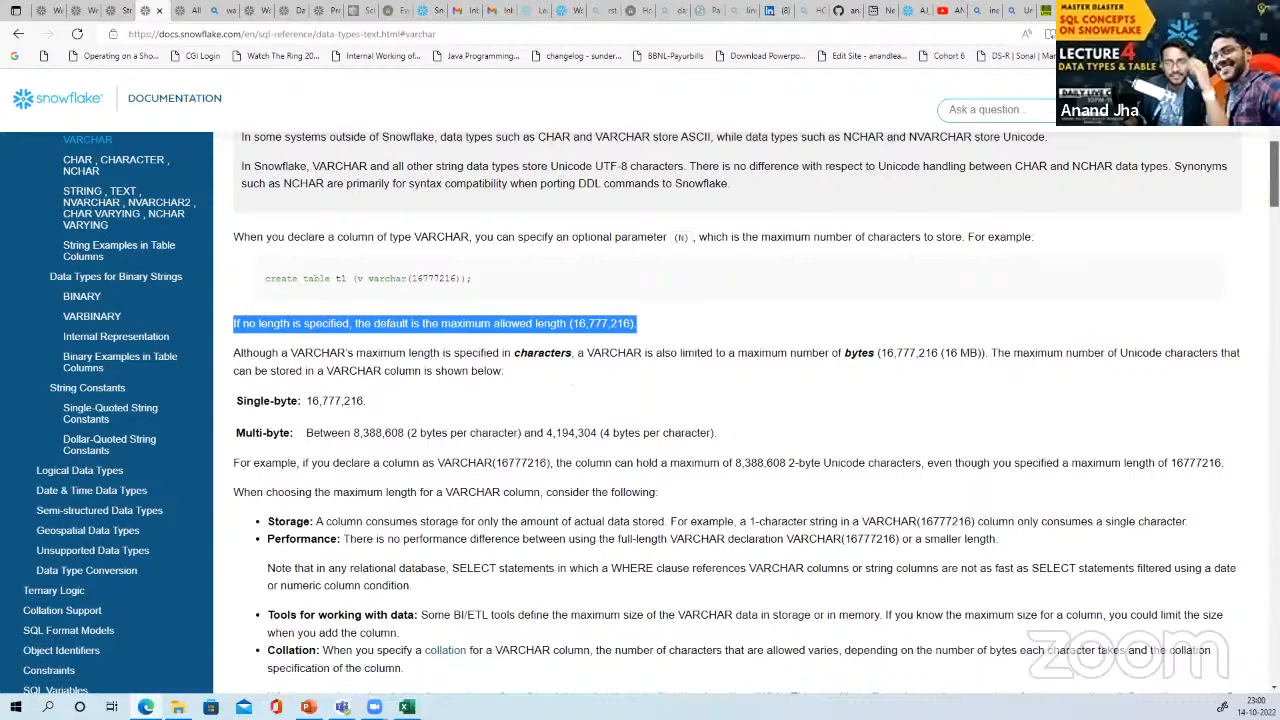 https://docs.snowflake.com/en/sql-reference/data-types-text.html#varchar
CGI Login
changelog - sunder...
BBNL-Payurbills
Cohort 6
MASTER BLASTER
SQL CONCEPTS
ON SNOWFLAKE
LECTURE 4
DATA TYPES & TABLE
Anand Jha
snowflake
DOCUMENTATION
Ask a question ..
VARCHAR
CHAR , CHARACTER ,
NCHAR
STRING , TEXT ,
NVARCHAR , NVARCHAR2 ,
CHAR VARYING , NCHAR
VARYING
String Examples in Table
Columns
Data Types for Binary Strings
BINARY
VARBINARY
Internal Representation
Binary Examples in Table
Columns
String Constants
Single-Quoted String
Constants
Dollar-Quoted String
Constants
Logical Data Types
Date & Time Data Types
Semi-structured Data Types
Geospatial Data Types
Unsupported Data Types
Data Type Conversion
Ternary Logic
Collation Support
SQL Format Models
Object Identifiers
Constraints
SQL Variables
In some systems outside of Snowflake, data types such as CHAR and VARCHAR store ASCII, while data types such as NCHAR and NVARCHAR store Unicode.
In Snowflake, VARCHAR and all other string data types store Unicode UTF-8 characters. There is no difference with respect to Unicode handling between CHAR and NCHAR data types. Synonyms
such as NCHAR are primarily for syntax compatibility when porting DDL commands to Snowflake.
When you declare a column of type VARCHAR, you can specify an optional parameter (N), which is the maximum number of characters to store. For example:
create table t1 (v varchar(16777216));
If no length is specified, the default is the maximum allowed length (16,777,216).
Although a VARCHAR's maximum length is specified in characters, a VARCHAR is also limited to a maximum number of bytes (16,777,216 (16 MB)). The maximum number of Unicode characters that
can be stored in a VARCHAR column is shown below:
Single-byte: 16,777,216.
Multi-byte: Between 8,388,608 (2 bytes per character) and 4,194,304 (4 bytes per character).
For example, if you declare a column as VARCHAR(16777216), the column can hold a maximum of 8,388,608 2-byte Unicode characters, even though you specified a maximum length of 16777216.
When choosing the maximum length for a VARCHAR column, consider the following:
• Storage: A column consumes storage for only the amount of actual data stored. For example, a 1-character string in a VARCHAR(16777216) column only consumes a single character.
• Performance: There is no performance difference between using the full-length VARCHAR declaration VARCHAR(16777216) or a smaller length.
Note that in any relational database, SELECT statements in which a WHERE clause references VARCHAR columns or string columns are not as fast as SELECT statements filtered using a date
or numeric column condition.
• Tools for working with data: Some BI/ETL tools define the maximum size of the VARCHAR data in storage or in memory. If you know the maximum size for a column, you could limit the size
when you add the column.
• Collation: When you specify a collation for a VARCHAR column, the number of characters that are allowed varies, depending on the number of bytes each character takes and the collation
specification of the column.
zoom
23:00
14-10-2022